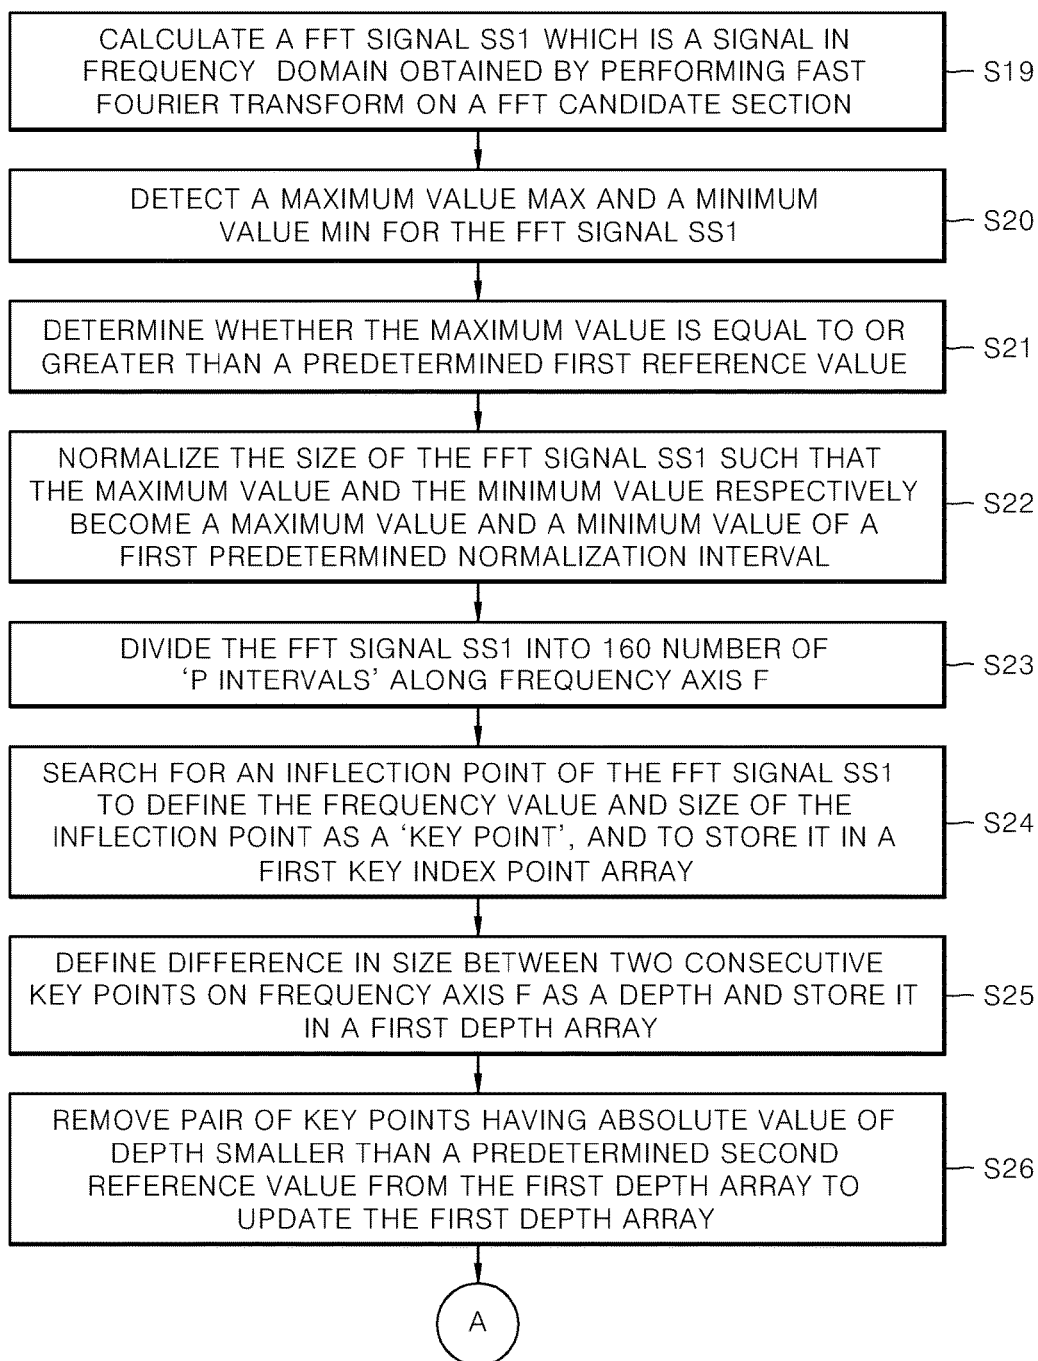 CALCULATE A FFT SIGNAL SS1 WHICH IS A SIGNAL IN
FREQUENCY DOMAIN OBTAINED BY PERFORMING FAST
FOURIER TRANSFORM ON A FFT CANDIDATE SECTION
S19
DETECT A MAXIMUM VALUE MAX AND A MINIMUM
VALUE MIN FOR THE FFT SIGNAL SS1
S20
DETERMINE WHETHER THE MAXIMUM VALUE IS EQUAL TO OR
GREATER THAN A PREDETERMINED FIRST REFERENCE VALUE
S21
NORMALIZE THE SIZE OF THE FFT SIGNAL SS1 SUCH THAT
THE MAXIMUM VALUE AND THE MINIMUM VALUE RESPECTIVELY
BECOME A MAXIMUM VALUE AND A MINIMUM VALUE OF A
FIRST PREDETERMINED NORMALIZATION INTERVAL
S22
DIVIDE THE FFT SIGNAL SS1 INTO 160 NUMBER OF
‘P INTERVALS’ ALONG FREQUENCY AXIS F
S23
SEARCH FOR AN INFLECTION POINT OF THE FFT SIGNAL SS1
TO DEFINE THE FREQUENCY VALUE AND SIZE OF THE
INFLECTION POINT AS A ‘KEY POINT’, AND TO STORE IT IN A
FIRST KEY INDEX POINT ARRAY
S24
DEFINE DIFFERENCE IN SIZE BETWEEN TWO CONSECUTIVE
KEY POINTS ON FREQUENCY AXIS F AS A DEPTH AND STORE IT
IN A FIRST DEPTH ARRAY
S25
REMOVE PAIR OF KEY POINTS HAVING ABSOLUTE VALUE OF
DEPTH SMALLER THAN A PREDETERMINED SECOND
REFERENCE VALUE FROM THE FIRST DEPTH ARRAY TO
UPDATE THE FIRST DEPTH ARRAY
S26
A